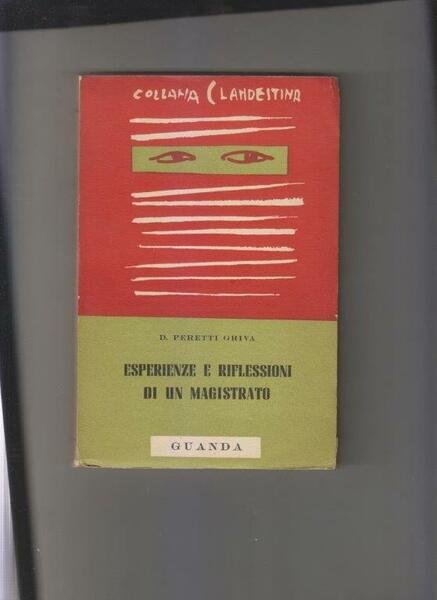 COLLANA CLANDESTINA
D. PERETTI GRIVA
ESPERIENZE E RIFLESSIONI
DI UN MAGISTRATO
GUANDA